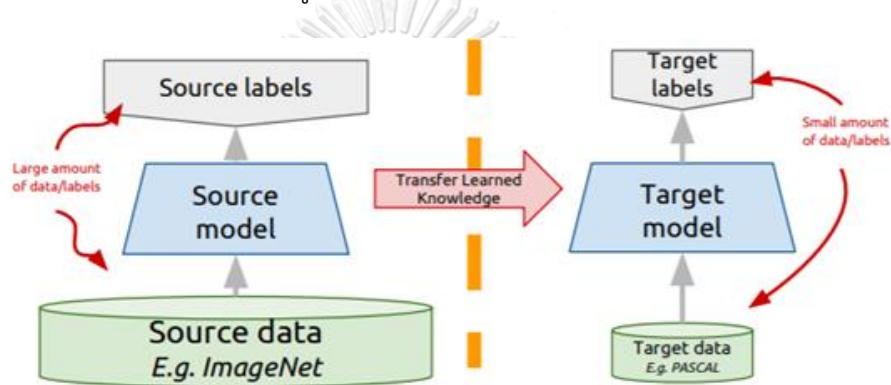 Source labels
Large amount
of data/labels
Source
model
Source data
E.g. ImageNet
Transfer Learned
Knowledge
Target
labels
Small amount
of data/labels
Target
model
Target data
E.g. PASCAL